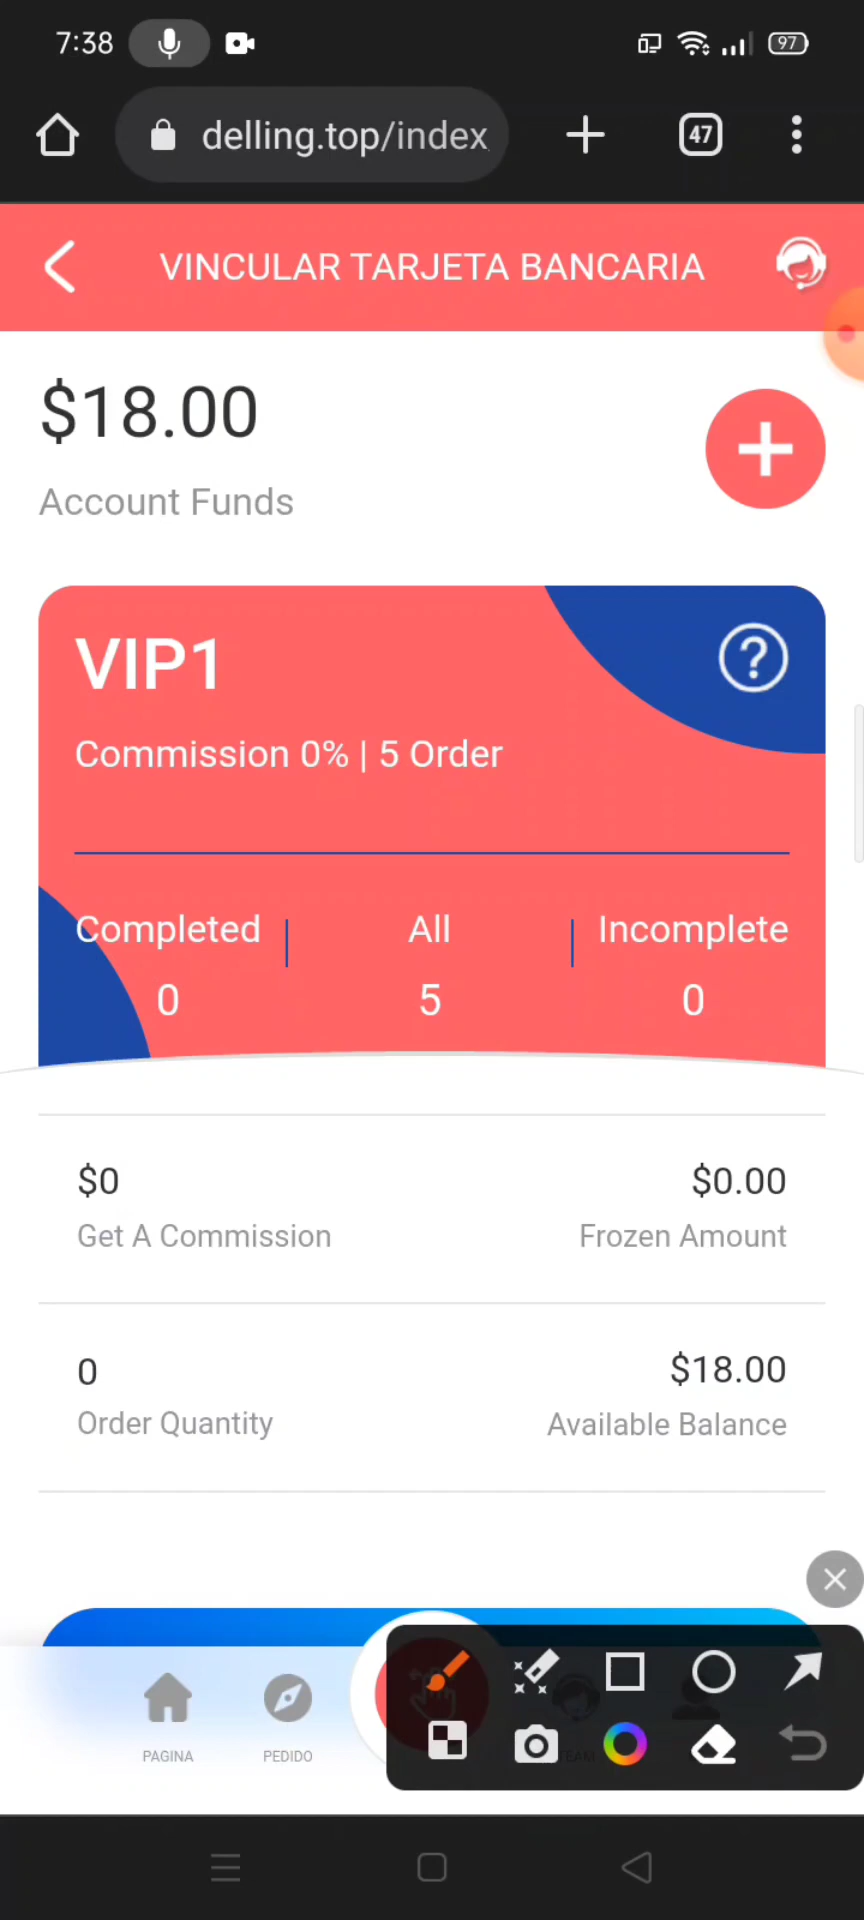 7:38
97
delling.top/index
47
VINCULAR TARJETA BANCARIA
$18.00
Account Funds
VIP1
Commission 0% | 5 Order
Completed
All
Incomplete
0
5
0
$0
$0.00
Get A Commission
Frozen Amount
0
$18.00
Order Quantity
Available Balance
PAGINA
PEDIDO